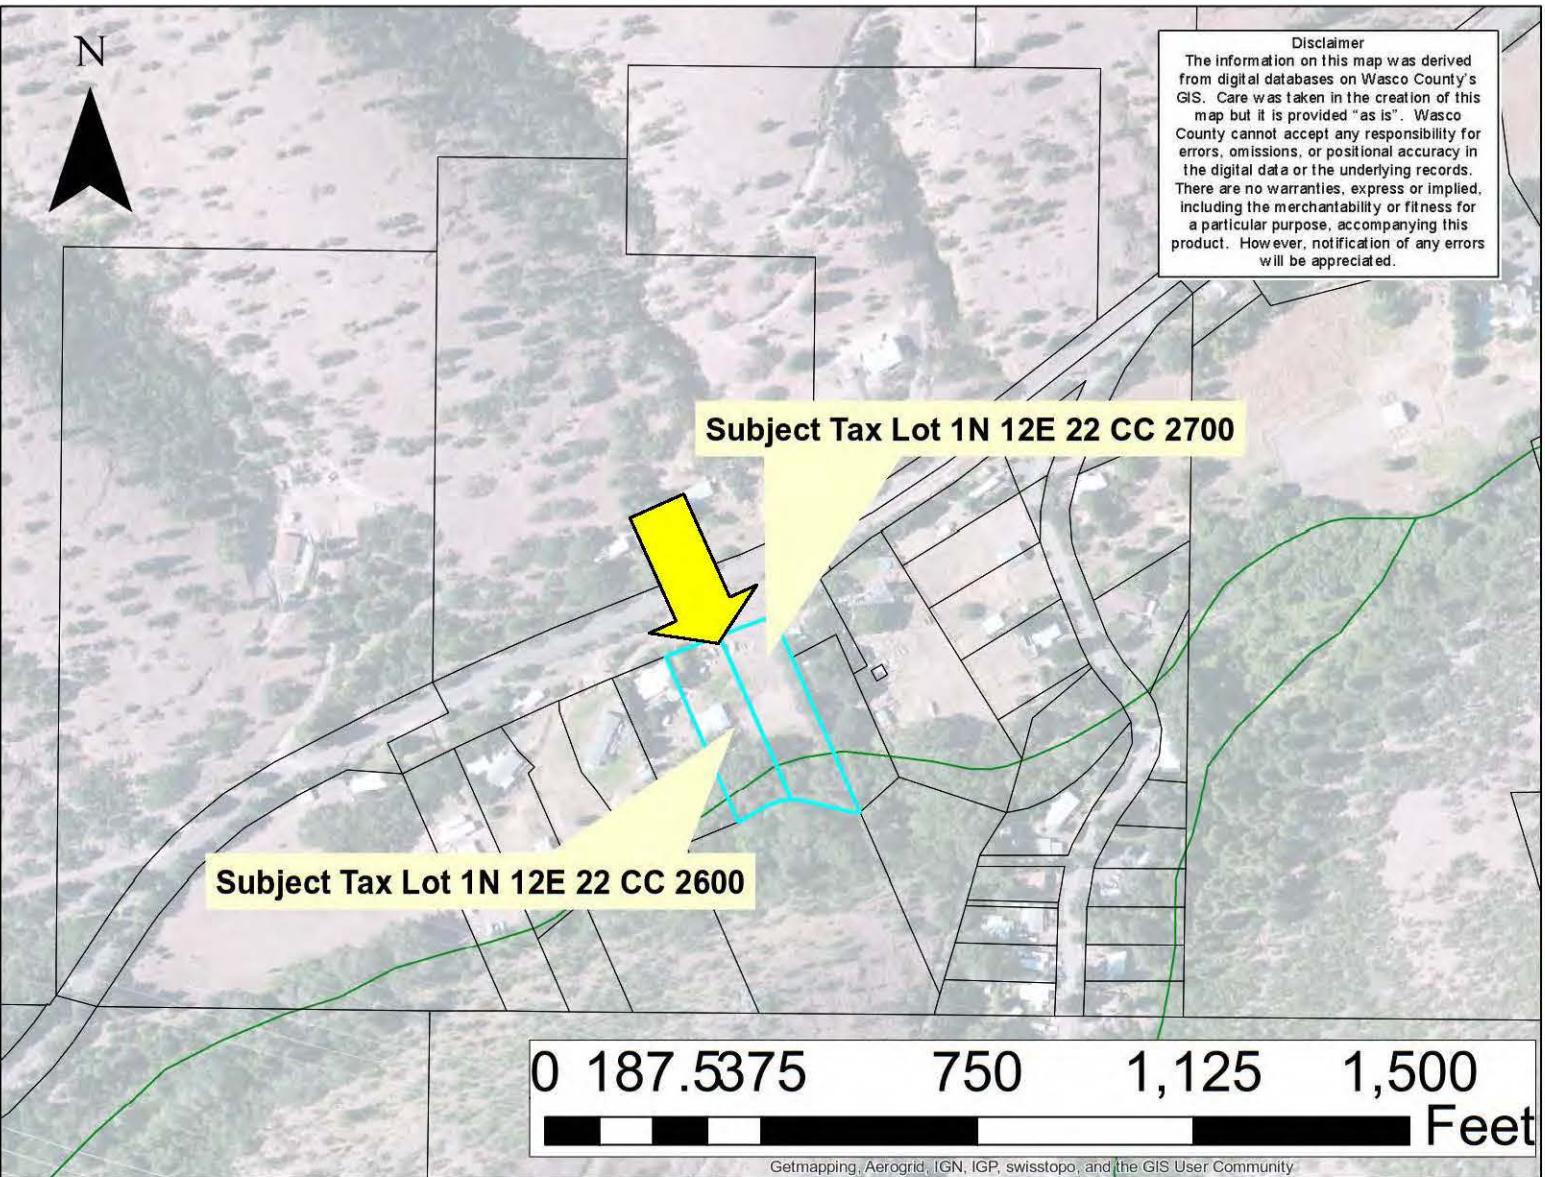 N
Disclaimer
The information on this map was derived
from digital databases on Wasco County's
GIS. Care was taken in the creation of this
map but it is provided "as is". Wasco
County cannot accept any responsibility for
errors, omissions, or positional accuracy in
the digital data or the underlying records.
There are no warranties, express or implied,
including the merchantability or fitness for
a particular purpose, accompanying this
product. However, notification of any errors
will be appreciated.
Subject Tax Lot 1N 12E 22 CC 2700
Subject Tax Lot 1N 12E 22 CC 2600
0 187.5 375 750 1,125 1,500
Feet
Getmapping, Aerogrid, IGN, IGP, swisstopo, and the GIS User Community